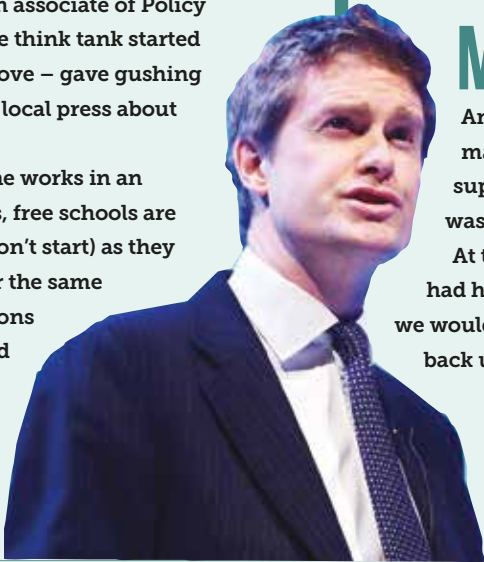 associate of Policy
think tank started
ove – gave gushing
local press about
e works in an
, free schools are
on't start) as they
r the same
ons
d
M
Ar
ma
sup
was
At t
had h
we would
back u